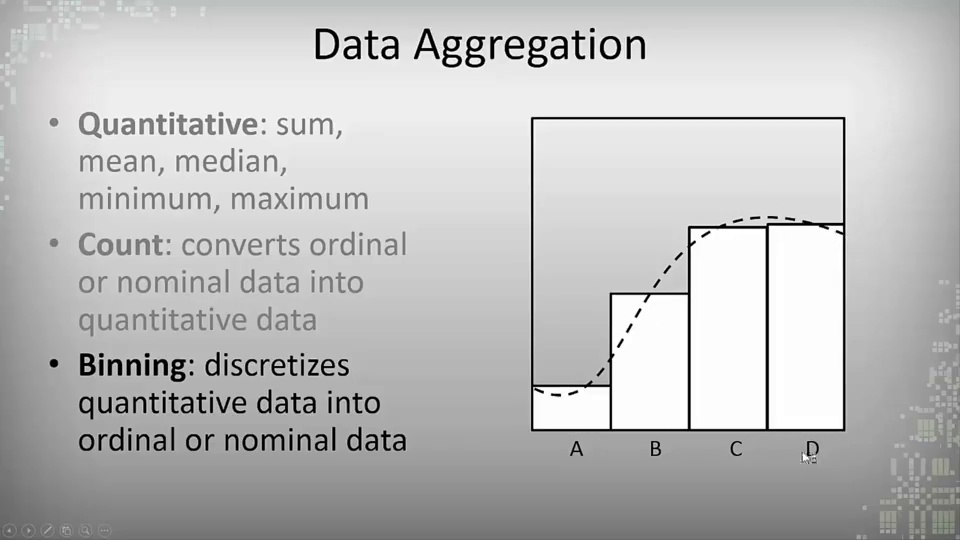 Data Aggregation
• Quantitative: sum,
mean, median,
minimum, maximum
• Count: converts ordinal
or nominal data into
quantitative data
• Binning: discretizes
quantitative data into
ordinal or nominal data
A B C D